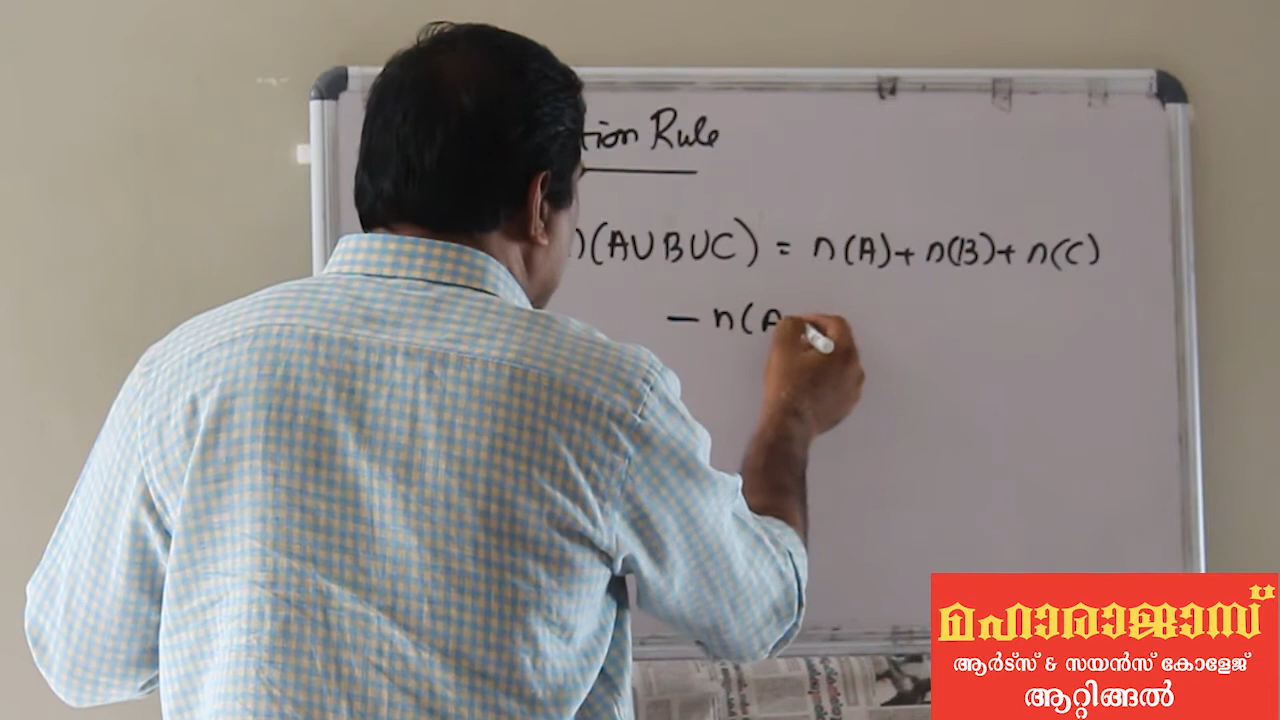 tion Rule
n(AUBUC) = n(A)+ n(B)+ n(C)
− n(A
മഹാരാജാസ്
ആർട്സ് & സയൻസ് കോളേജ്
ആറ്റിങ്ങൽ